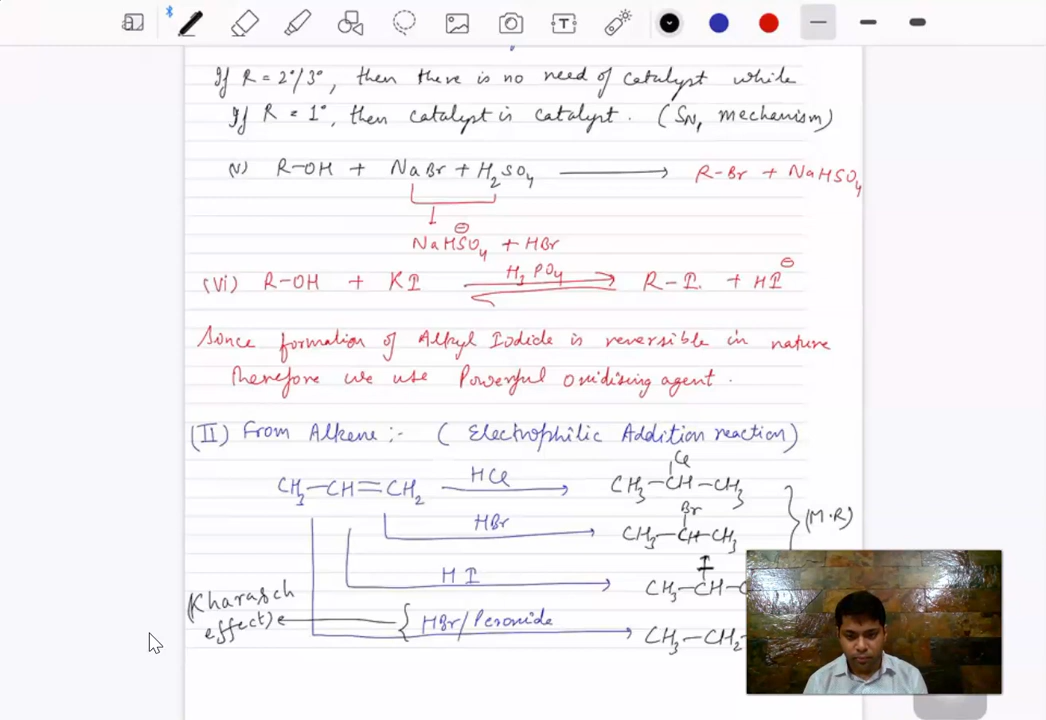 If R = 2°/3°, then there is no need of catalyst while
If R = 1°, then catalyst is catalyst. (SN1 mechanism)
(V) R-OH + NaBr + H2SO4 → R-Br + NaHSO4
NaHSO4⊖ + HBr
(Vi) R-OH + KI ⇌ R-I. + HI⊖
H3PO4
Since formation of Alkyl Iodide is reversible in nature
therefore we use Powerful oxidising agent.
(II) From Alkene :- ( Electrophilic Addition reaction)
CH3-CH=CH2 HCl → CH3-CH-CH3
Cl
HBr → CH3-CH-CH3 (M.R)
Br
HI → CH3-CH-C
I
(Kharasch
effect) HBr/Peroxide → CH3-CH2-
T